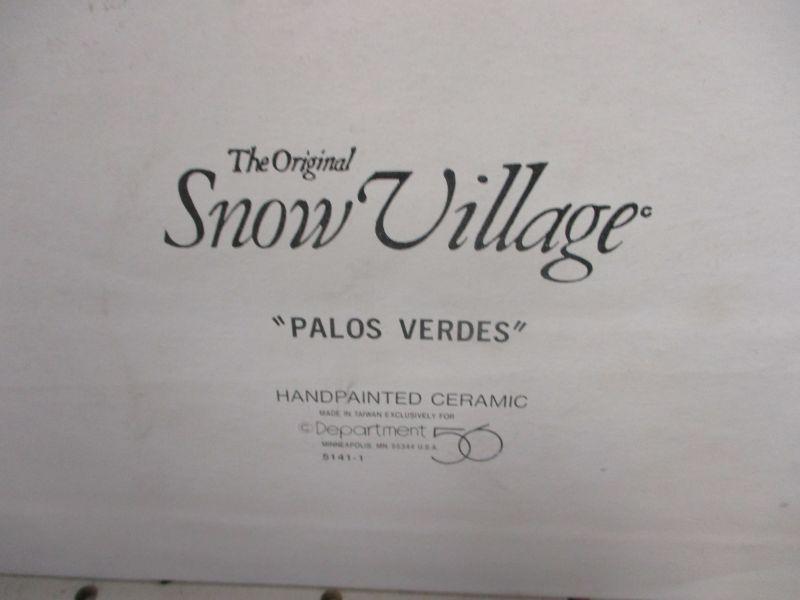 The Original
Snow Village©
"PALOS VERDES"
HANDPAINTED CERAMIC
MADE IN TAIWAN EXCLUSIVELY FOR
© Department 56
MINNEAPOLIS, MN 55344 U.S.A.
5141-1